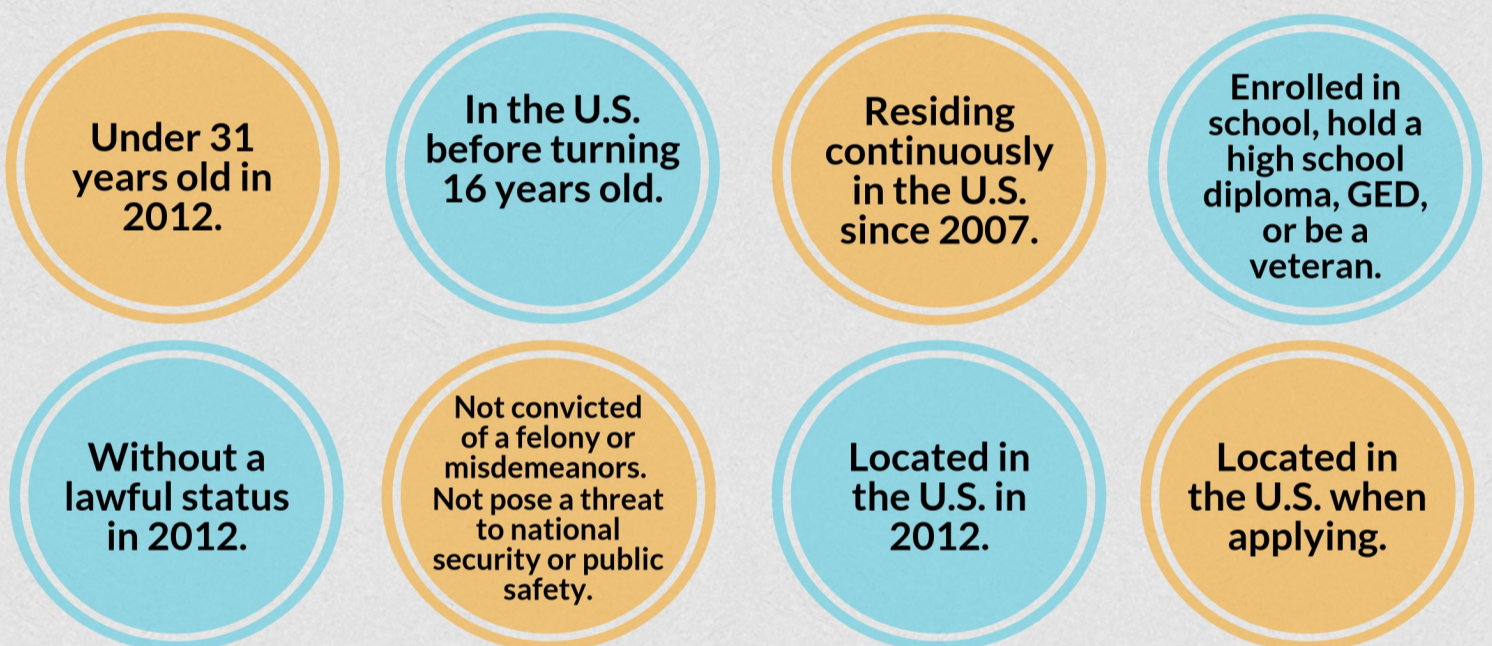 Under 31
years old in
2012.
In the U.S.
before turning
16 years old.
Residing
continuously
in the U.S.
since 2007.
Enrolled in
school, hold a
high school
diploma, GED,
or be a
veteran.
Without a
lawful status
in 2012.
Not convicted
of a felony or
misdemeanors.
Not pose a threat
to national
security or public
safety.
Located in
the U.S. in
2012.
Located in
the U.S. when
applying.